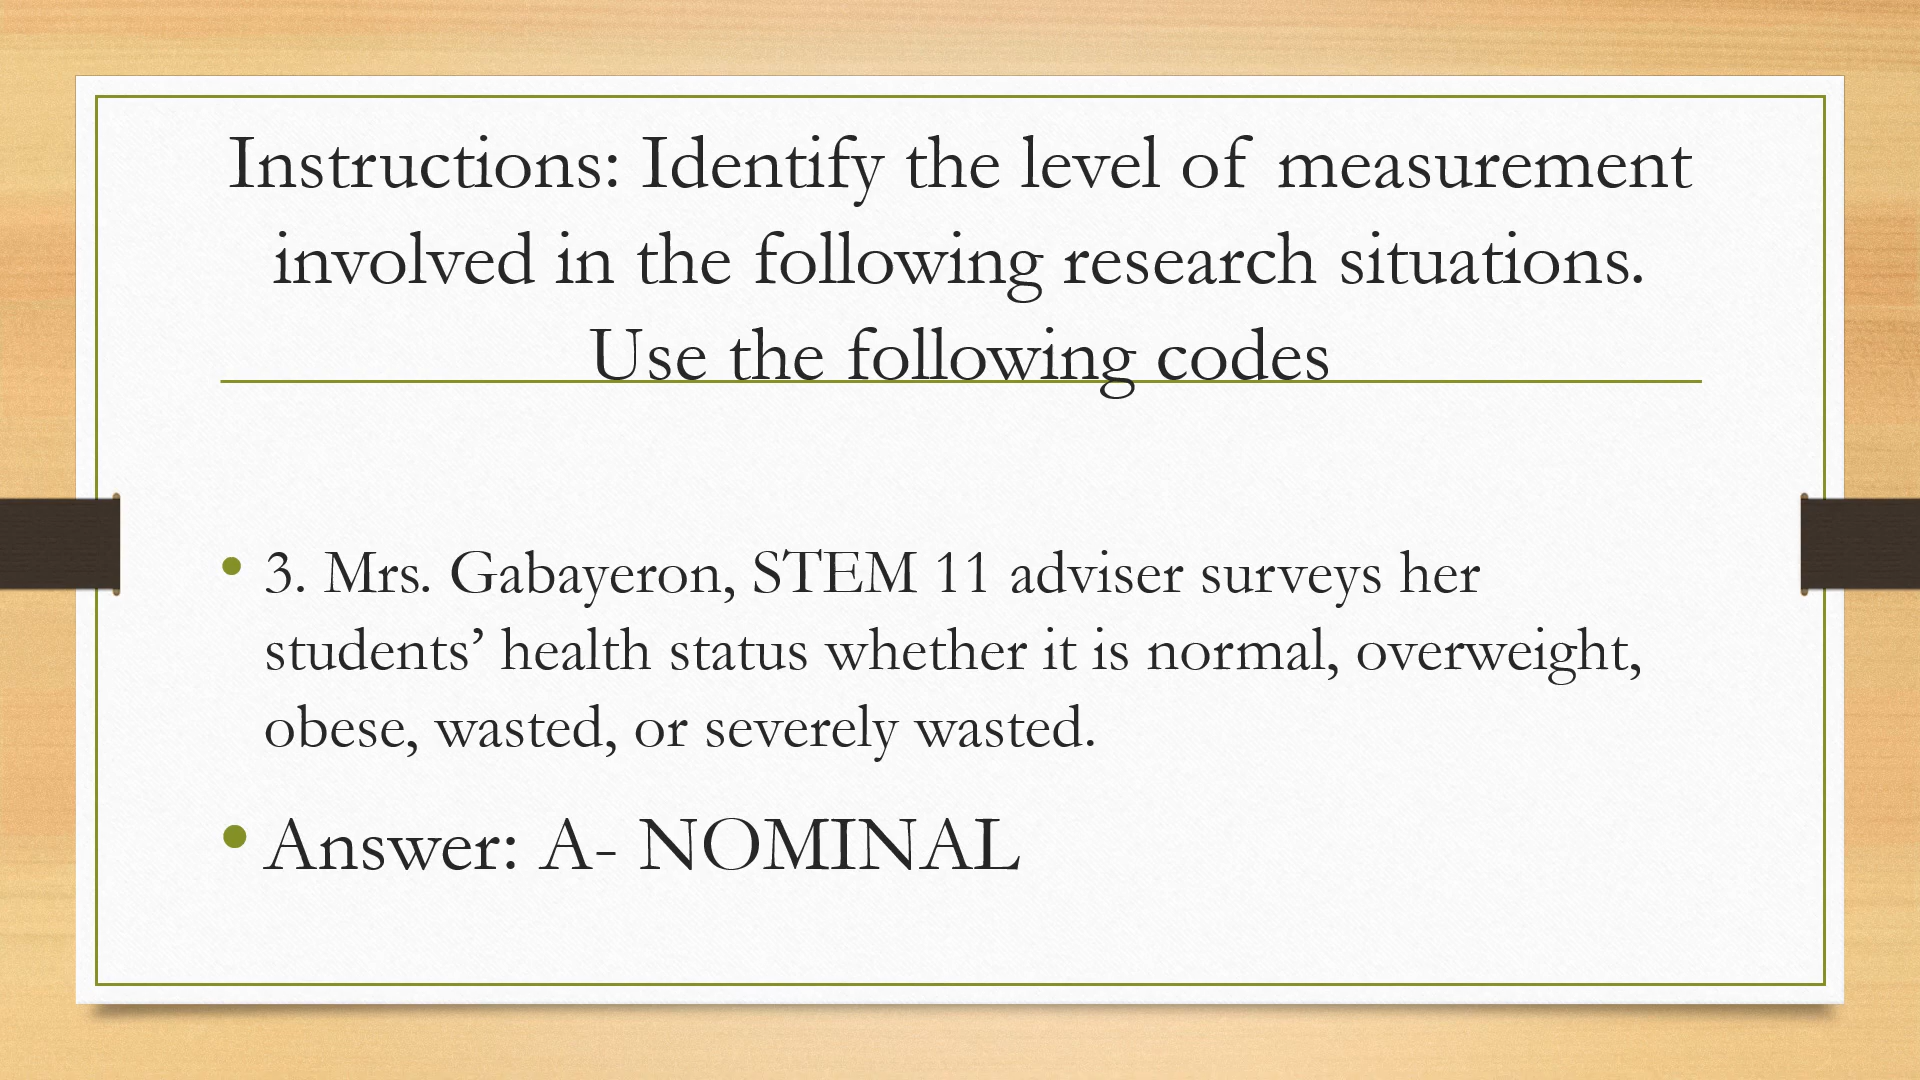 Instructions: Identify the level of measurement
involved in the following research situations.
Use the following codes
• 3. Mrs. Gabayeron, STEM 11 adviser surveys her
students’ health status whether it is normal, overweight,
obese, wasted, or severely wasted.
• Answer: A- NOMINAL